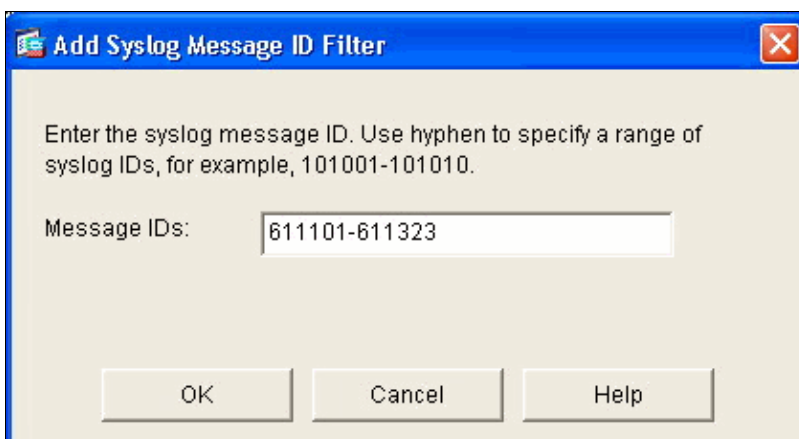 Add Syslog Message ID Filter
Enter the syslog message ID. Use hyphen to specify a range of
syslog IDs, for example, 101001-101010.
Message IDs: 611101-611323
OK Cancel Help